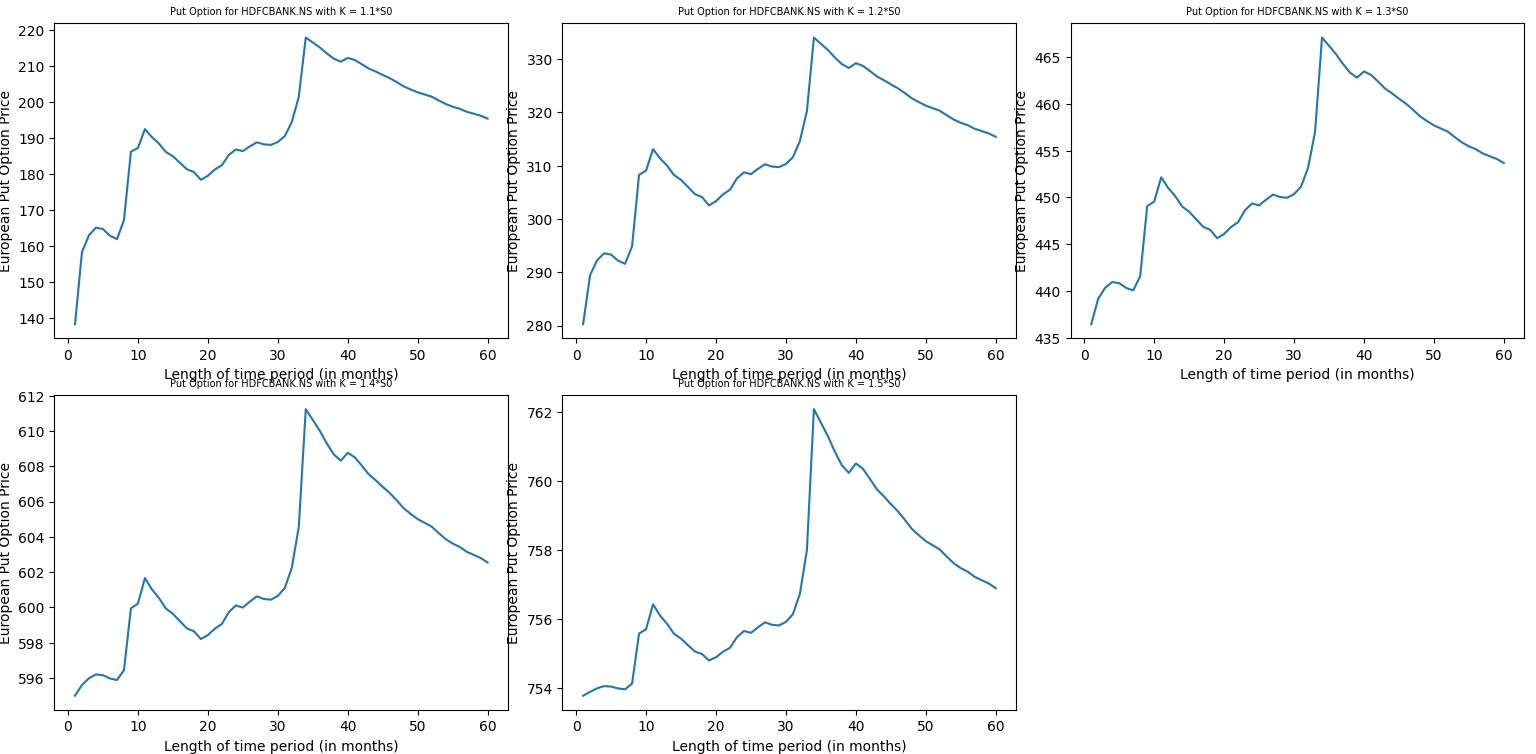 Put Option for HDFCBANK.NS with K = 1.1*S0
European Put Option Price
220
210
200
190
180
170
160
150
140
0 10 20 30 40 50 60
Length of time period (in months)
Put Option for HDFCBANK.NS with K = 1.2*S0
European Put Option Price
330
320
310
300
290
280
0 10 20 30 40 50 60
Length of time period (in months)
Put Option for HDFCBANK.NS with K = 1.3*S0
European Put Option Price
465
460
455
450
445
440
435
0 10 20 30 40 50 60
Length of time period (in months)
Put Option for HDFCBANK.NS with K = 1.4*S0
European Put Option Price
612
610
608
606
604
602
600
598
596
0 10 20 30 40 50 60
Length of time period (in months)
Put Option for HDFCBANK.NS with K = 1.5*S0
European Put Option Price
762
760
758
756
754
0 10 20 30 40 50 60
Length of time period (in months)